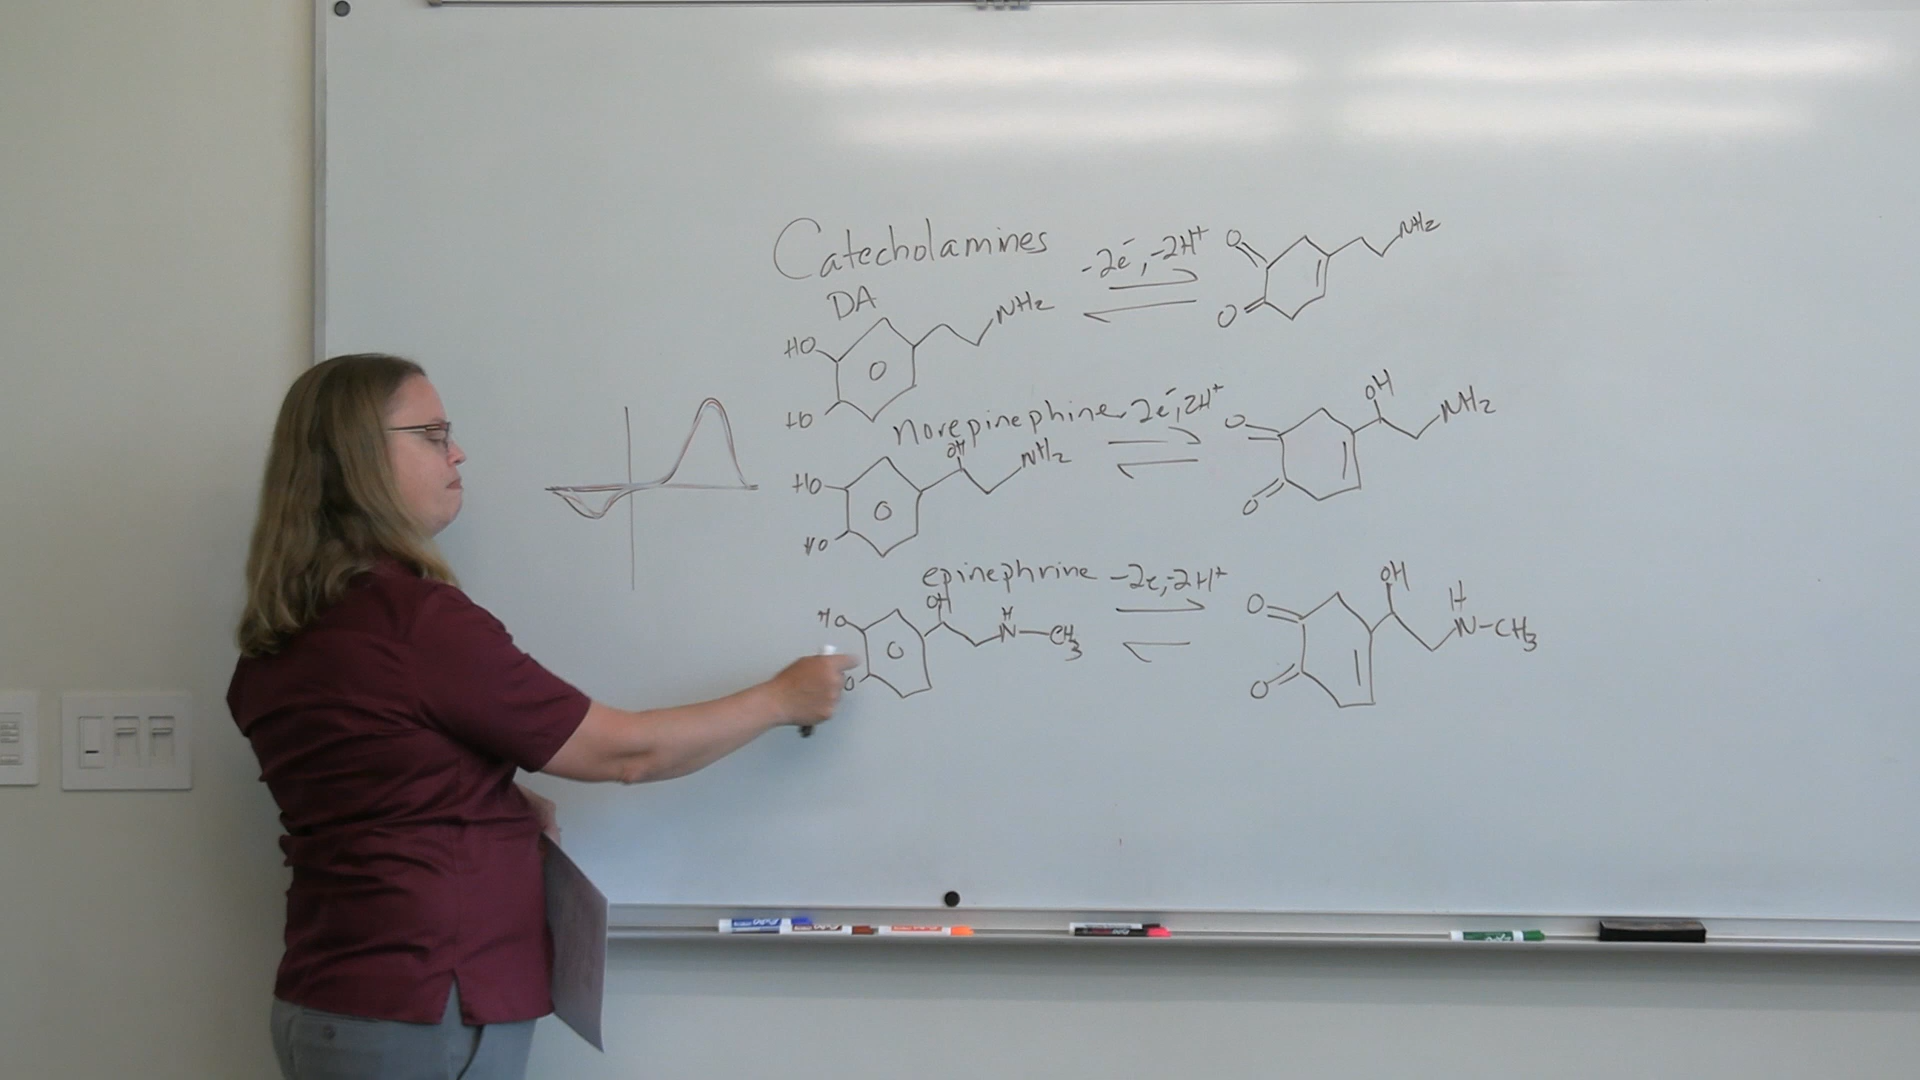 Catecholamines
DA
HO
HO
NH2
-2e⁻, -2H⁺
O
O
NH2
norepinephine
-2e⁻, 2H⁺
HO
HO
OH
NH2
O
O
OH
NH2
epinephrine
-2e, -2H⁺
HO
O
OH
H
N-CH3
O
O
OH
H
N-CH3